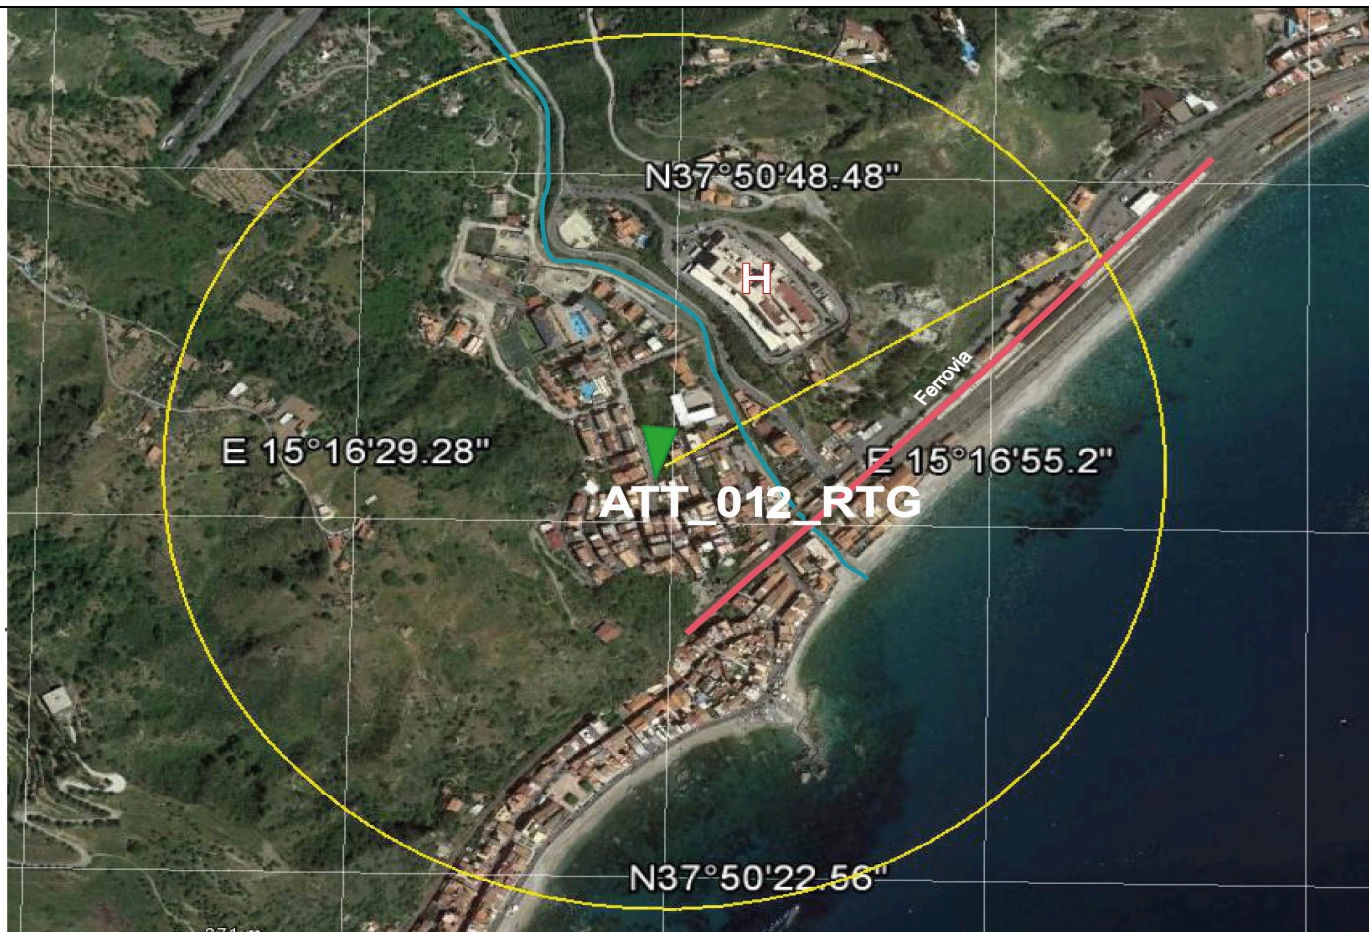 N37°50'48.48"
H
Ferrovia
E 15°16'29.28"
E 15°16'55.2"
ATT_012_RTG
N37°50'22.56"